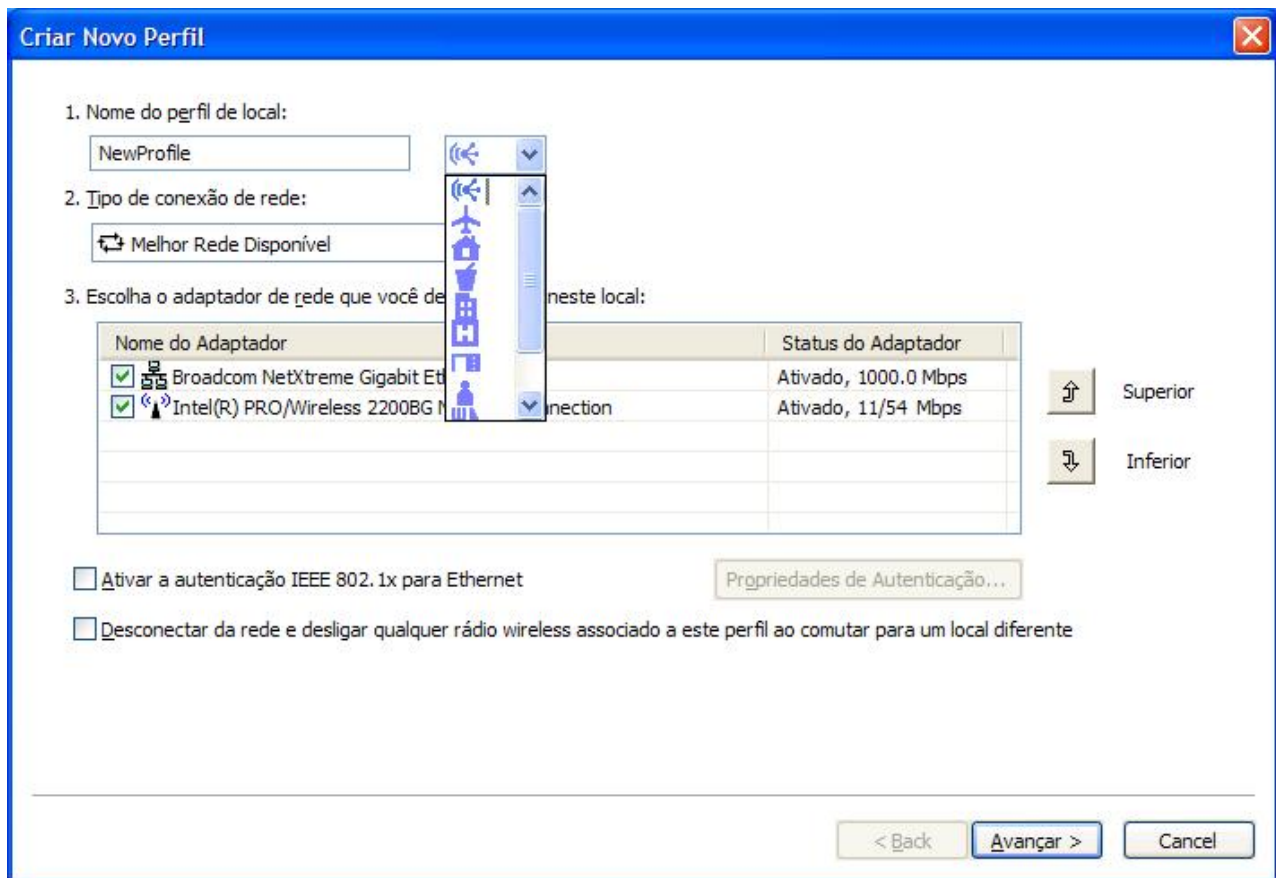 Criar Novo Perfil
1. Nome do perfil de local:
NewProfile
2. Tipo de conexão de rede:
Melhor Rede Disponível
3. Escolha o adaptador de rede que você de neste local:
Nome do Adaptador Status do Adaptador
Broadcom NetXtreme Gigabit Et Ativado, 1000.0 Mbps
Intel(R) PRO/Wireless 2200BG N nnection Ativado, 11/54 Mbps
Superior
Inferior
Ativar a autenticação IEEE 802.1x para Ethernet Propriedades de Autenticação...
Desconectar da rede e desligar qualquer rádio wireless associado a este perfil ao comutar para um local diferente
< Back Avançar > Cancel